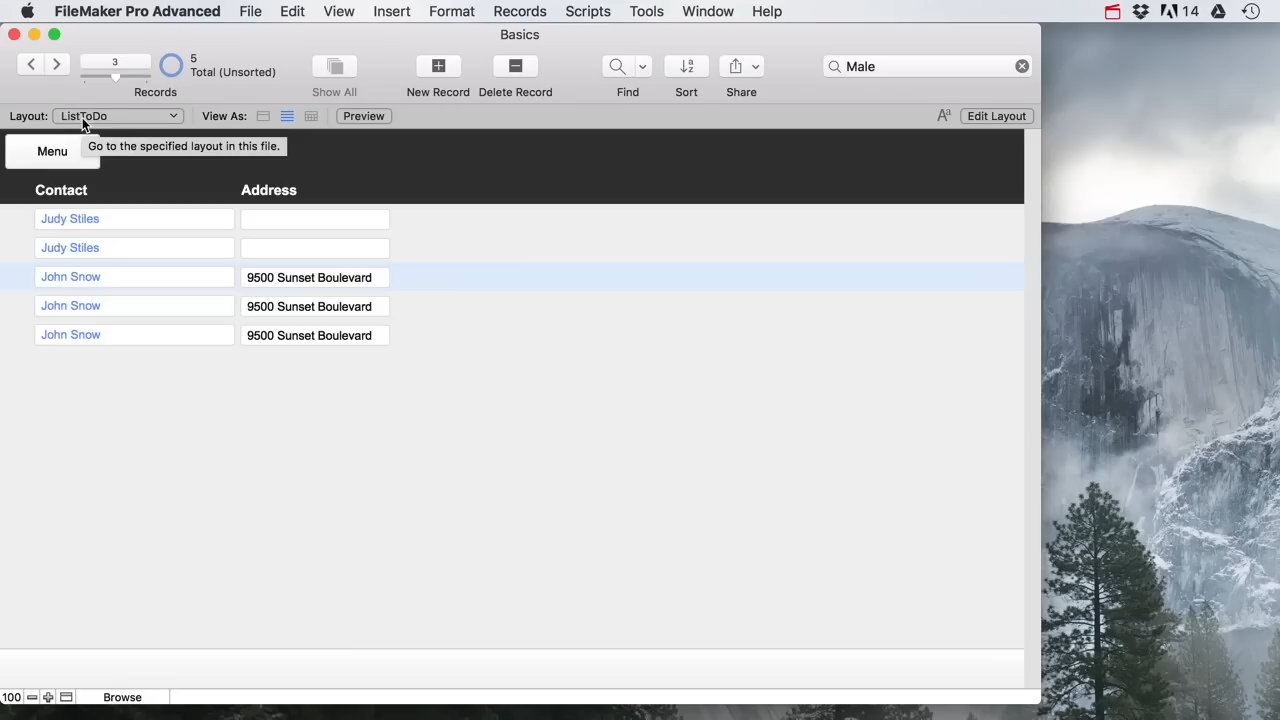 FileMaker Pro Advanced File Edit View Insert Format Records Scripts Tools Window Help 14
Basics
3 5 Total (Unsorted) Male
Records Show All New Record Delete Record Find Sort Share
Layout: ListToDo View As: Preview Aa Edit Layout
Go to the specified layout in this file.
Menu
Contact Address
Judy Stiles
Judy Stiles
John Snow 9500 Sunset Boulevard
John Snow 9500 Sunset Boulevard
John Snow 9500 Sunset Boulevard
100 Browse